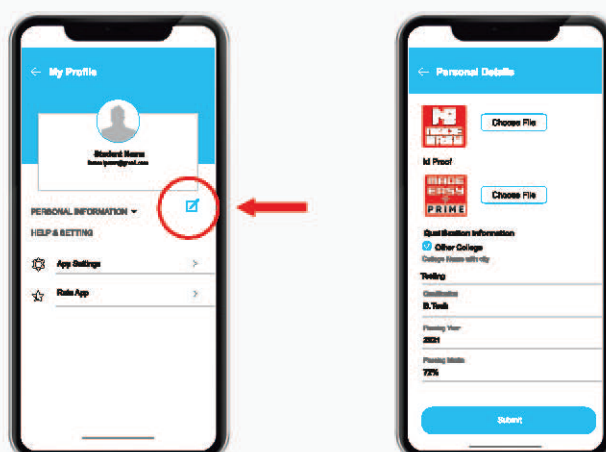 My Profile
Student Name
PERSONAL INFORMATION
HELP & SETTING
App Settings
Rate App
Personal Details
MADE
EASY
Choose File
Id Proof
MADE
EASY
PRIME
Choose File
Qualification Information
Other College
College Name with city
Testing
Qualification
B.Tech
Passing Year
2021
Passing Marks
72%
Submit